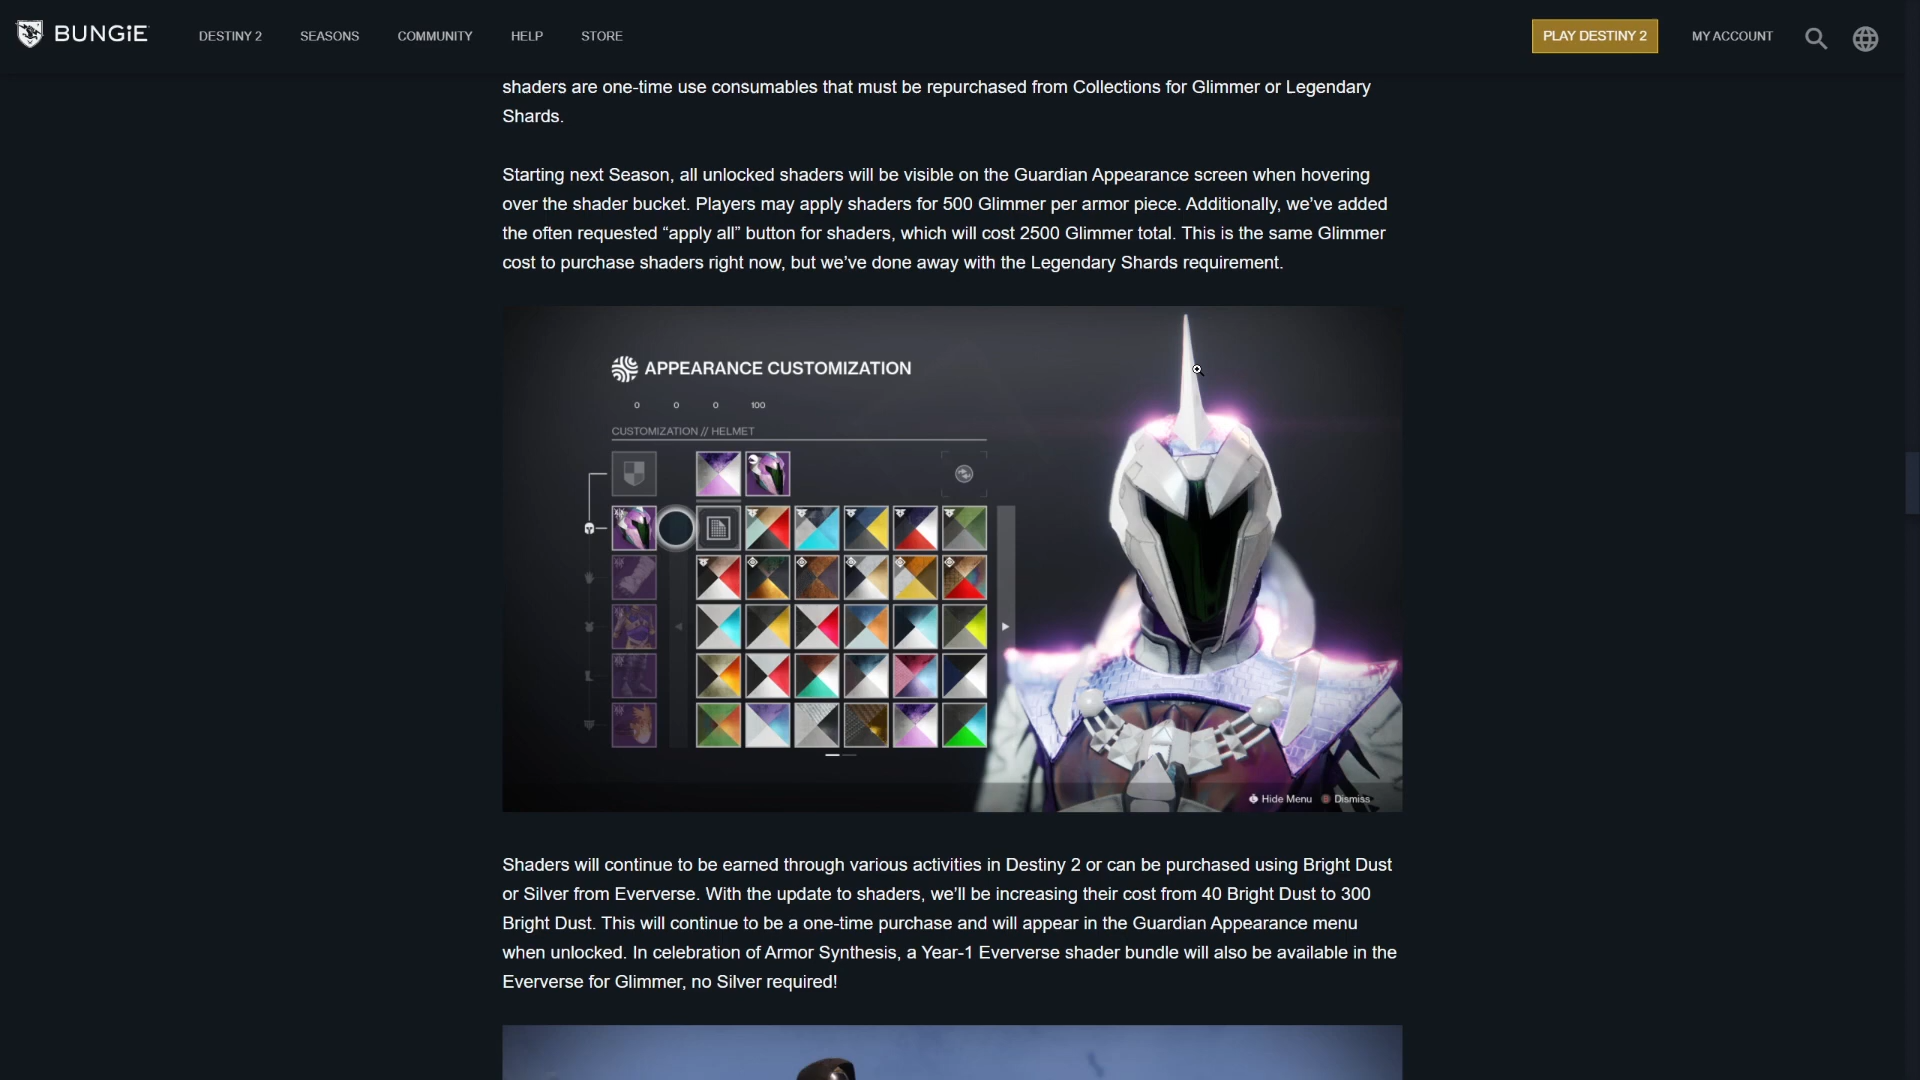 BUNGiE
DESTINY 2
SEASONS
COMMUNITY
HELP
STORE
PLAY DESTINY 2
MY ACCOUNT
shaders are one-time use consumables that must be repurchased from Collections for Glimmer or Legendary
Shards.
Starting next Season, all unlocked shaders will be visible on the Guardian Appearance screen when hovering
over the shader bucket. Players may apply shaders for 500 Glimmer per armor piece. Additionally, we’ve added
the often requested “apply all” button for shaders, which will cost 2500 Glimmer total. This is the same Glimmer
cost to purchase shaders right now, but we’ve done away with the Legendary Shards requirement.
APPEARANCE CUSTOMIZATION
0 0 0 100
CUSTOMIZATION // HELMET
Hide Menu Dismiss
Shaders will continue to be earned through various activities in Destiny 2 or can be purchased using Bright Dust
or Silver from Eververse. With the update to shaders, we’ll be increasing their cost from 40 Bright Dust to 300
Bright Dust. This will continue to be a one-time purchase and will appear in the Guardian Appearance menu
when unlocked. In celebration of Armor Synthesis, a Year-1 Eververse shader bundle will also be available in the
Eververse for Glimmer, no Silver required!